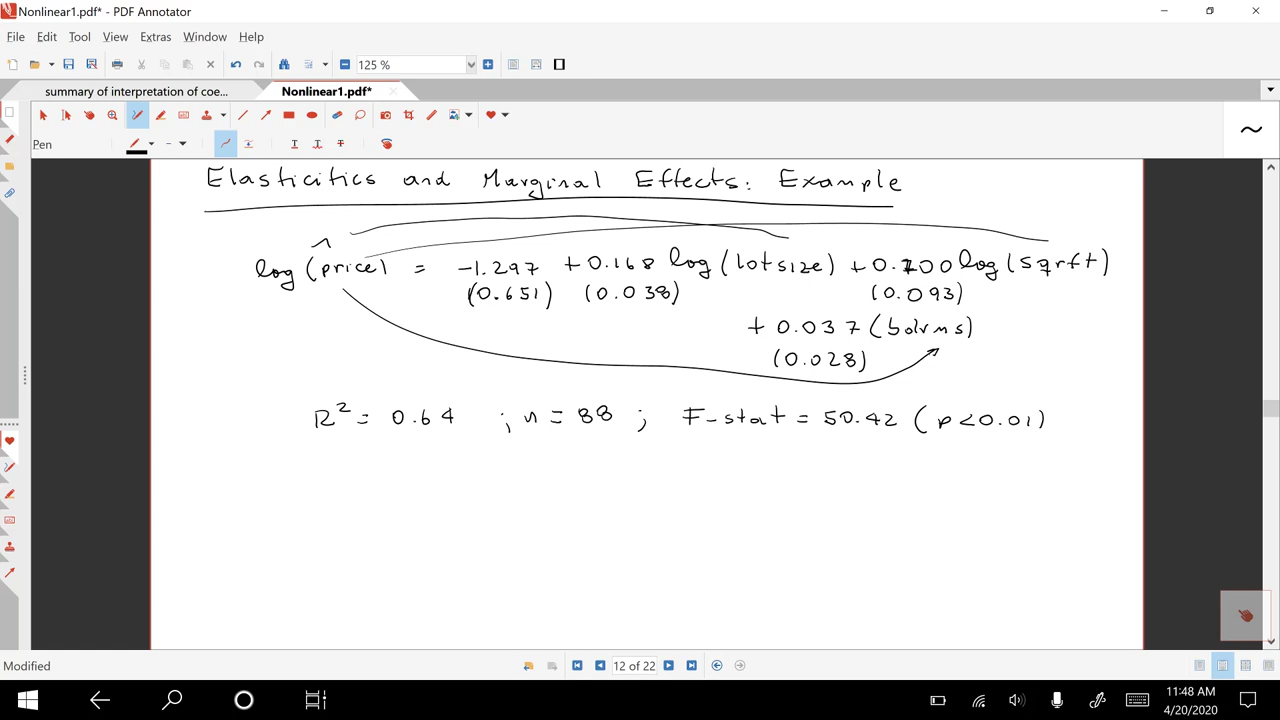 Nonlinear1.pdf* - PDF Annotator
File Edit Tool View Extras Window Help
125 %
summary of interpretation of coe... Nonlinear1.pdf*
Pen
Elasticities and Marginal Effects: Example
log (price) = -1.297 + 0.168 log (lotsize) + 0.700 log (sqrft)
(0.651) (0.038) (0.093)
+ 0.037 (bdrms)
(0.028)
R² = 0.64 ; n = 88 ; F-stat = 50.42 (p < 0.01)
Modified 12 of 22
11:48 AM
4/20/2020